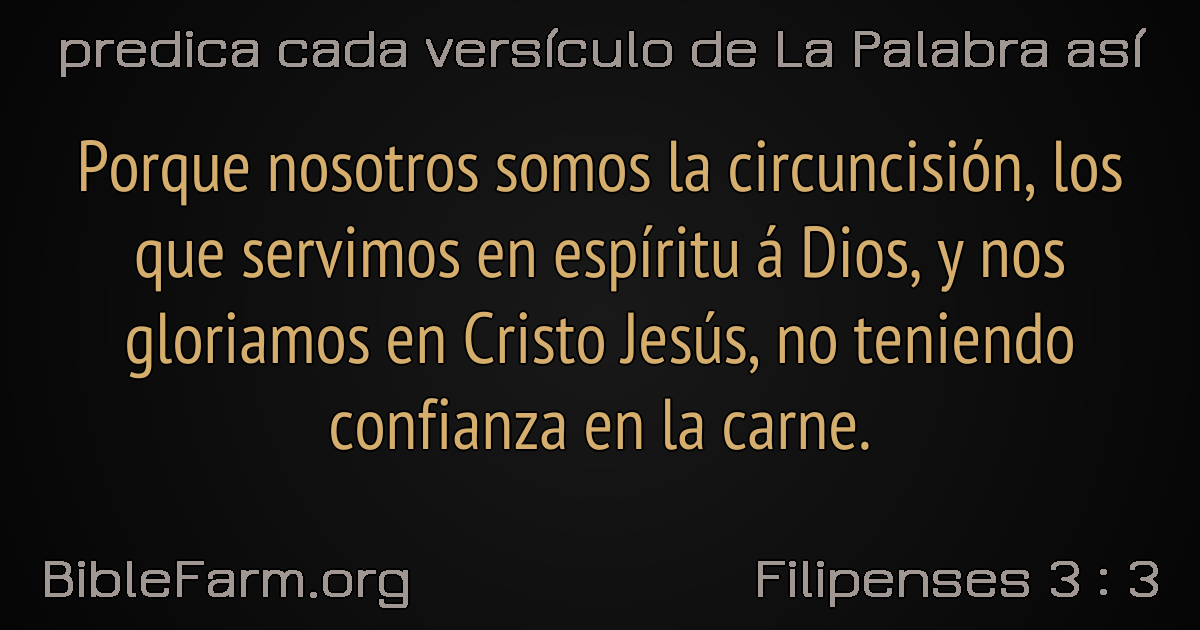 predica cada versículo de La Palabra así
Porque nosotros somos la circuncisión, los
que servimos en espíritu á Dios, y nos
gloriamos en Cristo Jesús, no teniendo
confianza en la carne.
BibleFarm.org
Filipenses 3 : 3